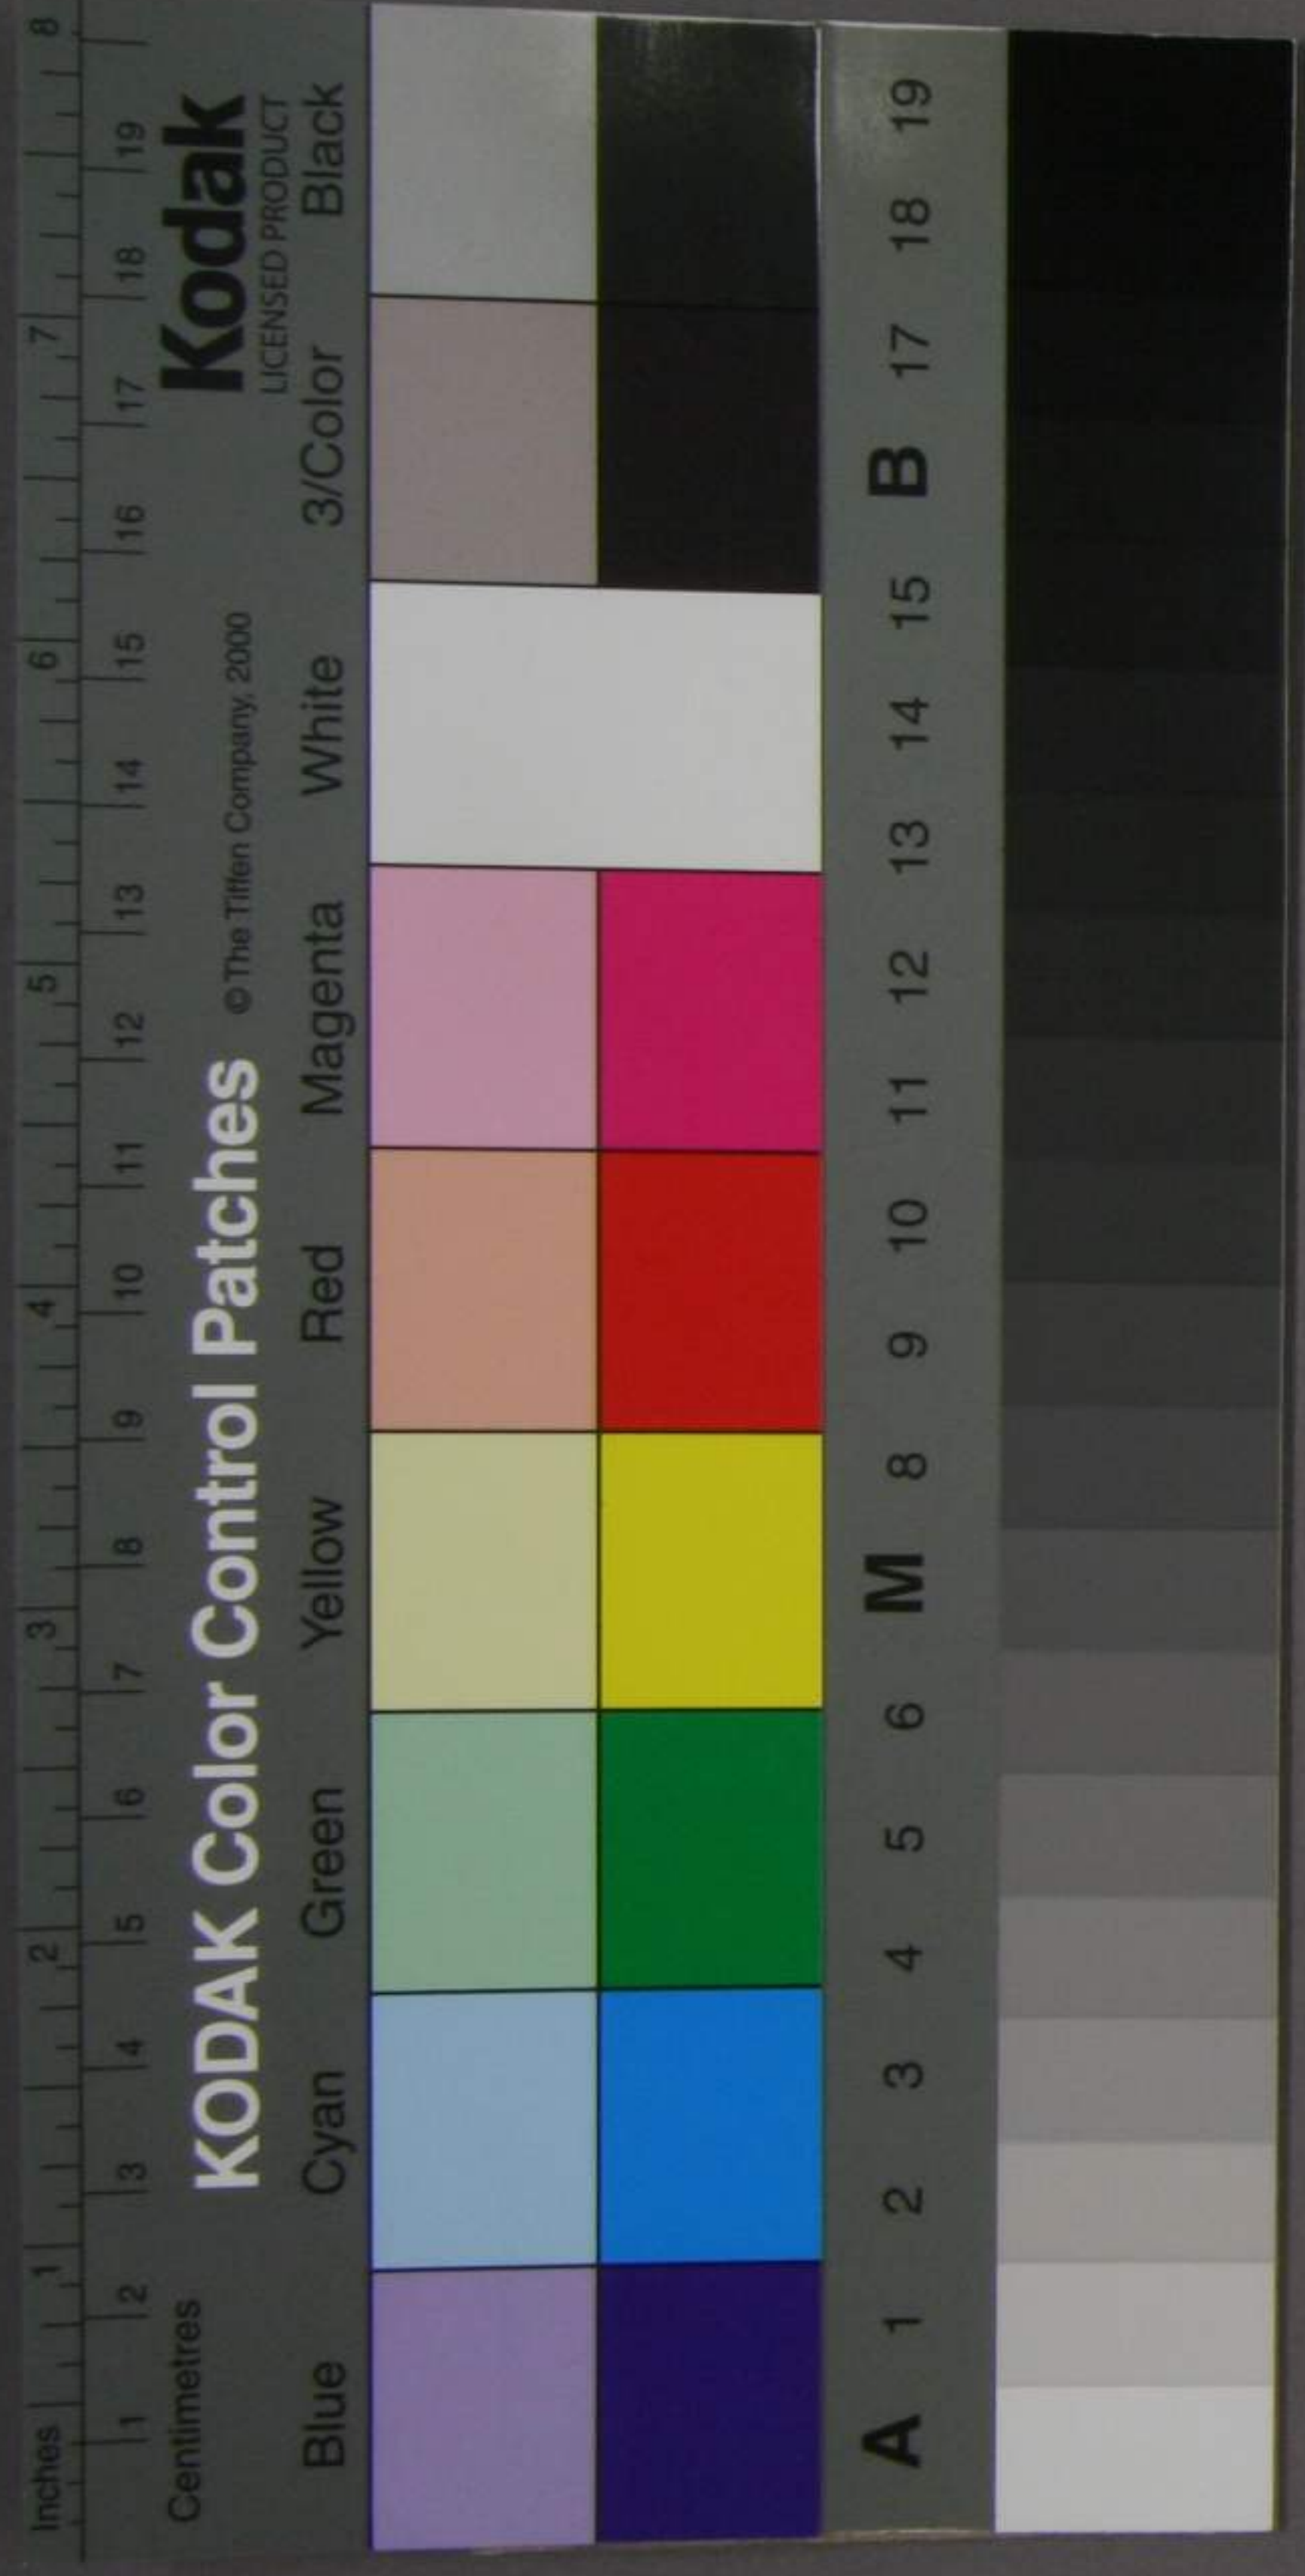 Inches 1 2 3 4 5 6 7 8
Centimetres 1 2 3 4 5 6 7 8 9 10 11 12 13 14 15 16 17 18 19
KODAK Color Control Patches © The Tiffen Company, 2000 Kodak
LICENSED PRODUCT
Blue Cyan Green Yellow Red Magenta White 3/Color Black
A 1 2 3 4 5 6 M 8 9 10 11 12 13 14 15 B 17 18 19